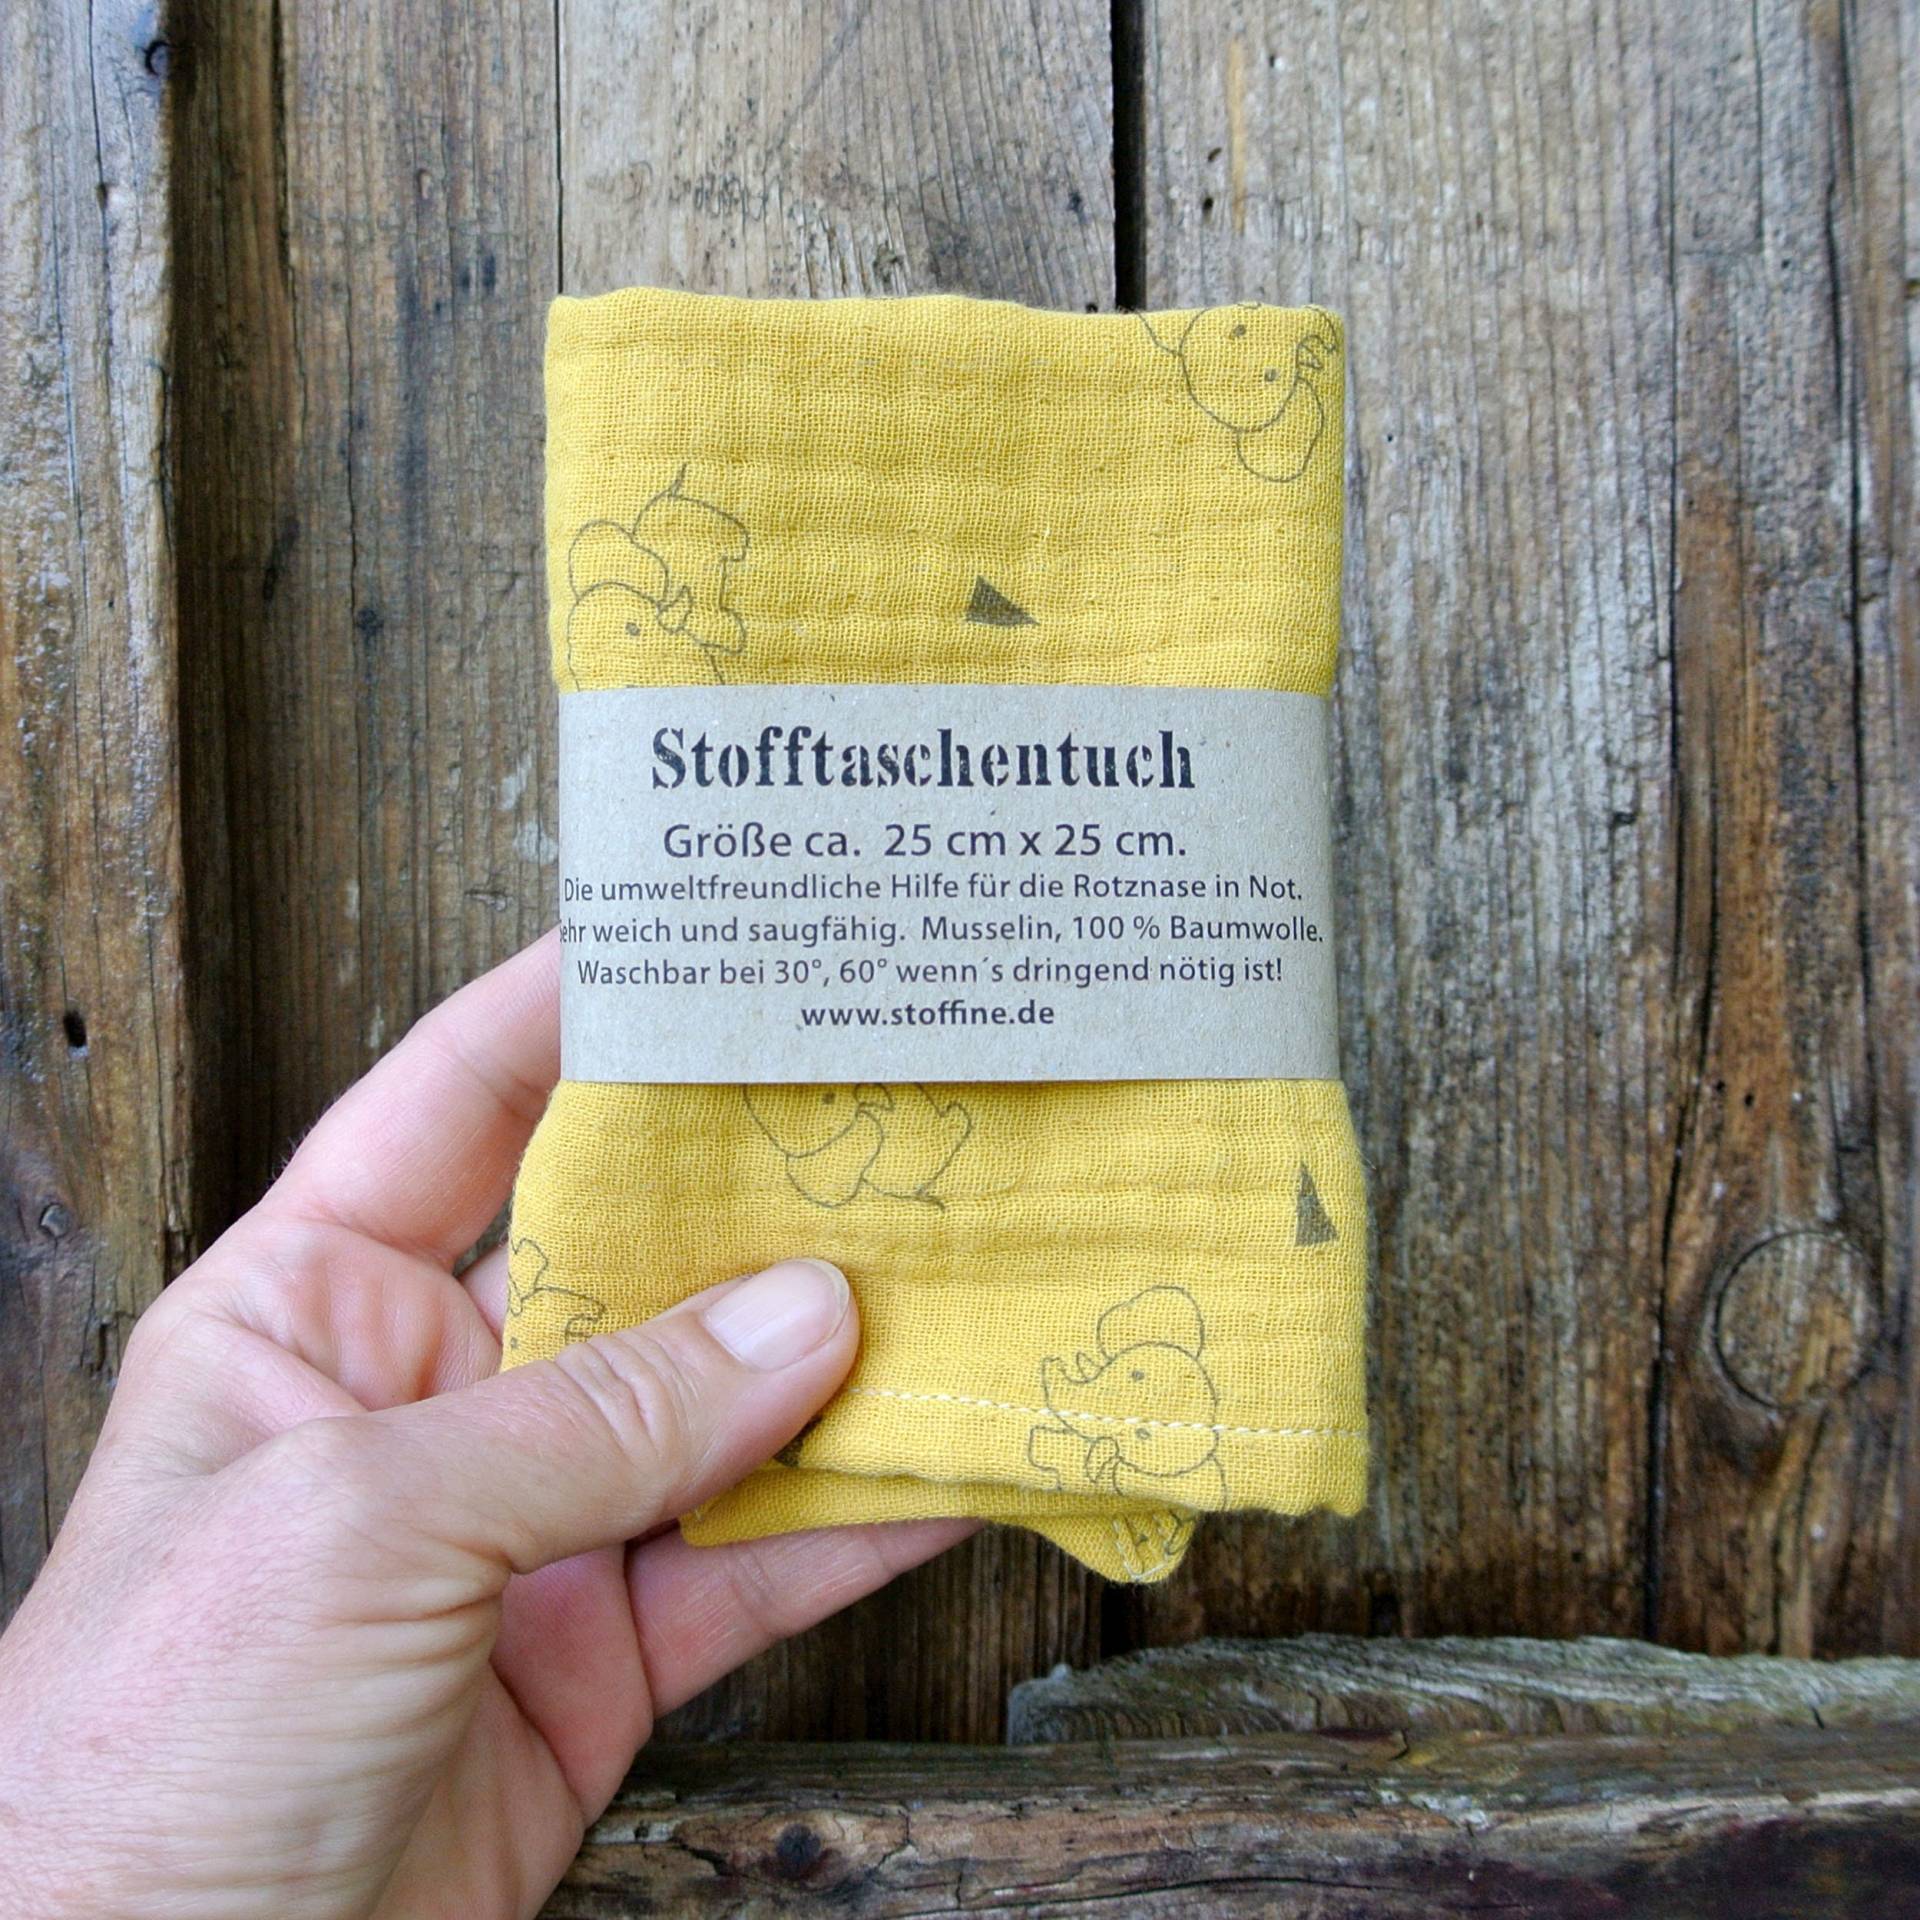 Stofftaschentuch
Größe ca. 25 cm x 25 cm.
Die umweltfreundliche Hilfe für die Rotznase in Not.
ehr weich und saugfähig. Musselin, 100 % Baumwolle.
Waschbar bei 30°, 60° wenn´s dringend nötig ist!
www.stoffine.de